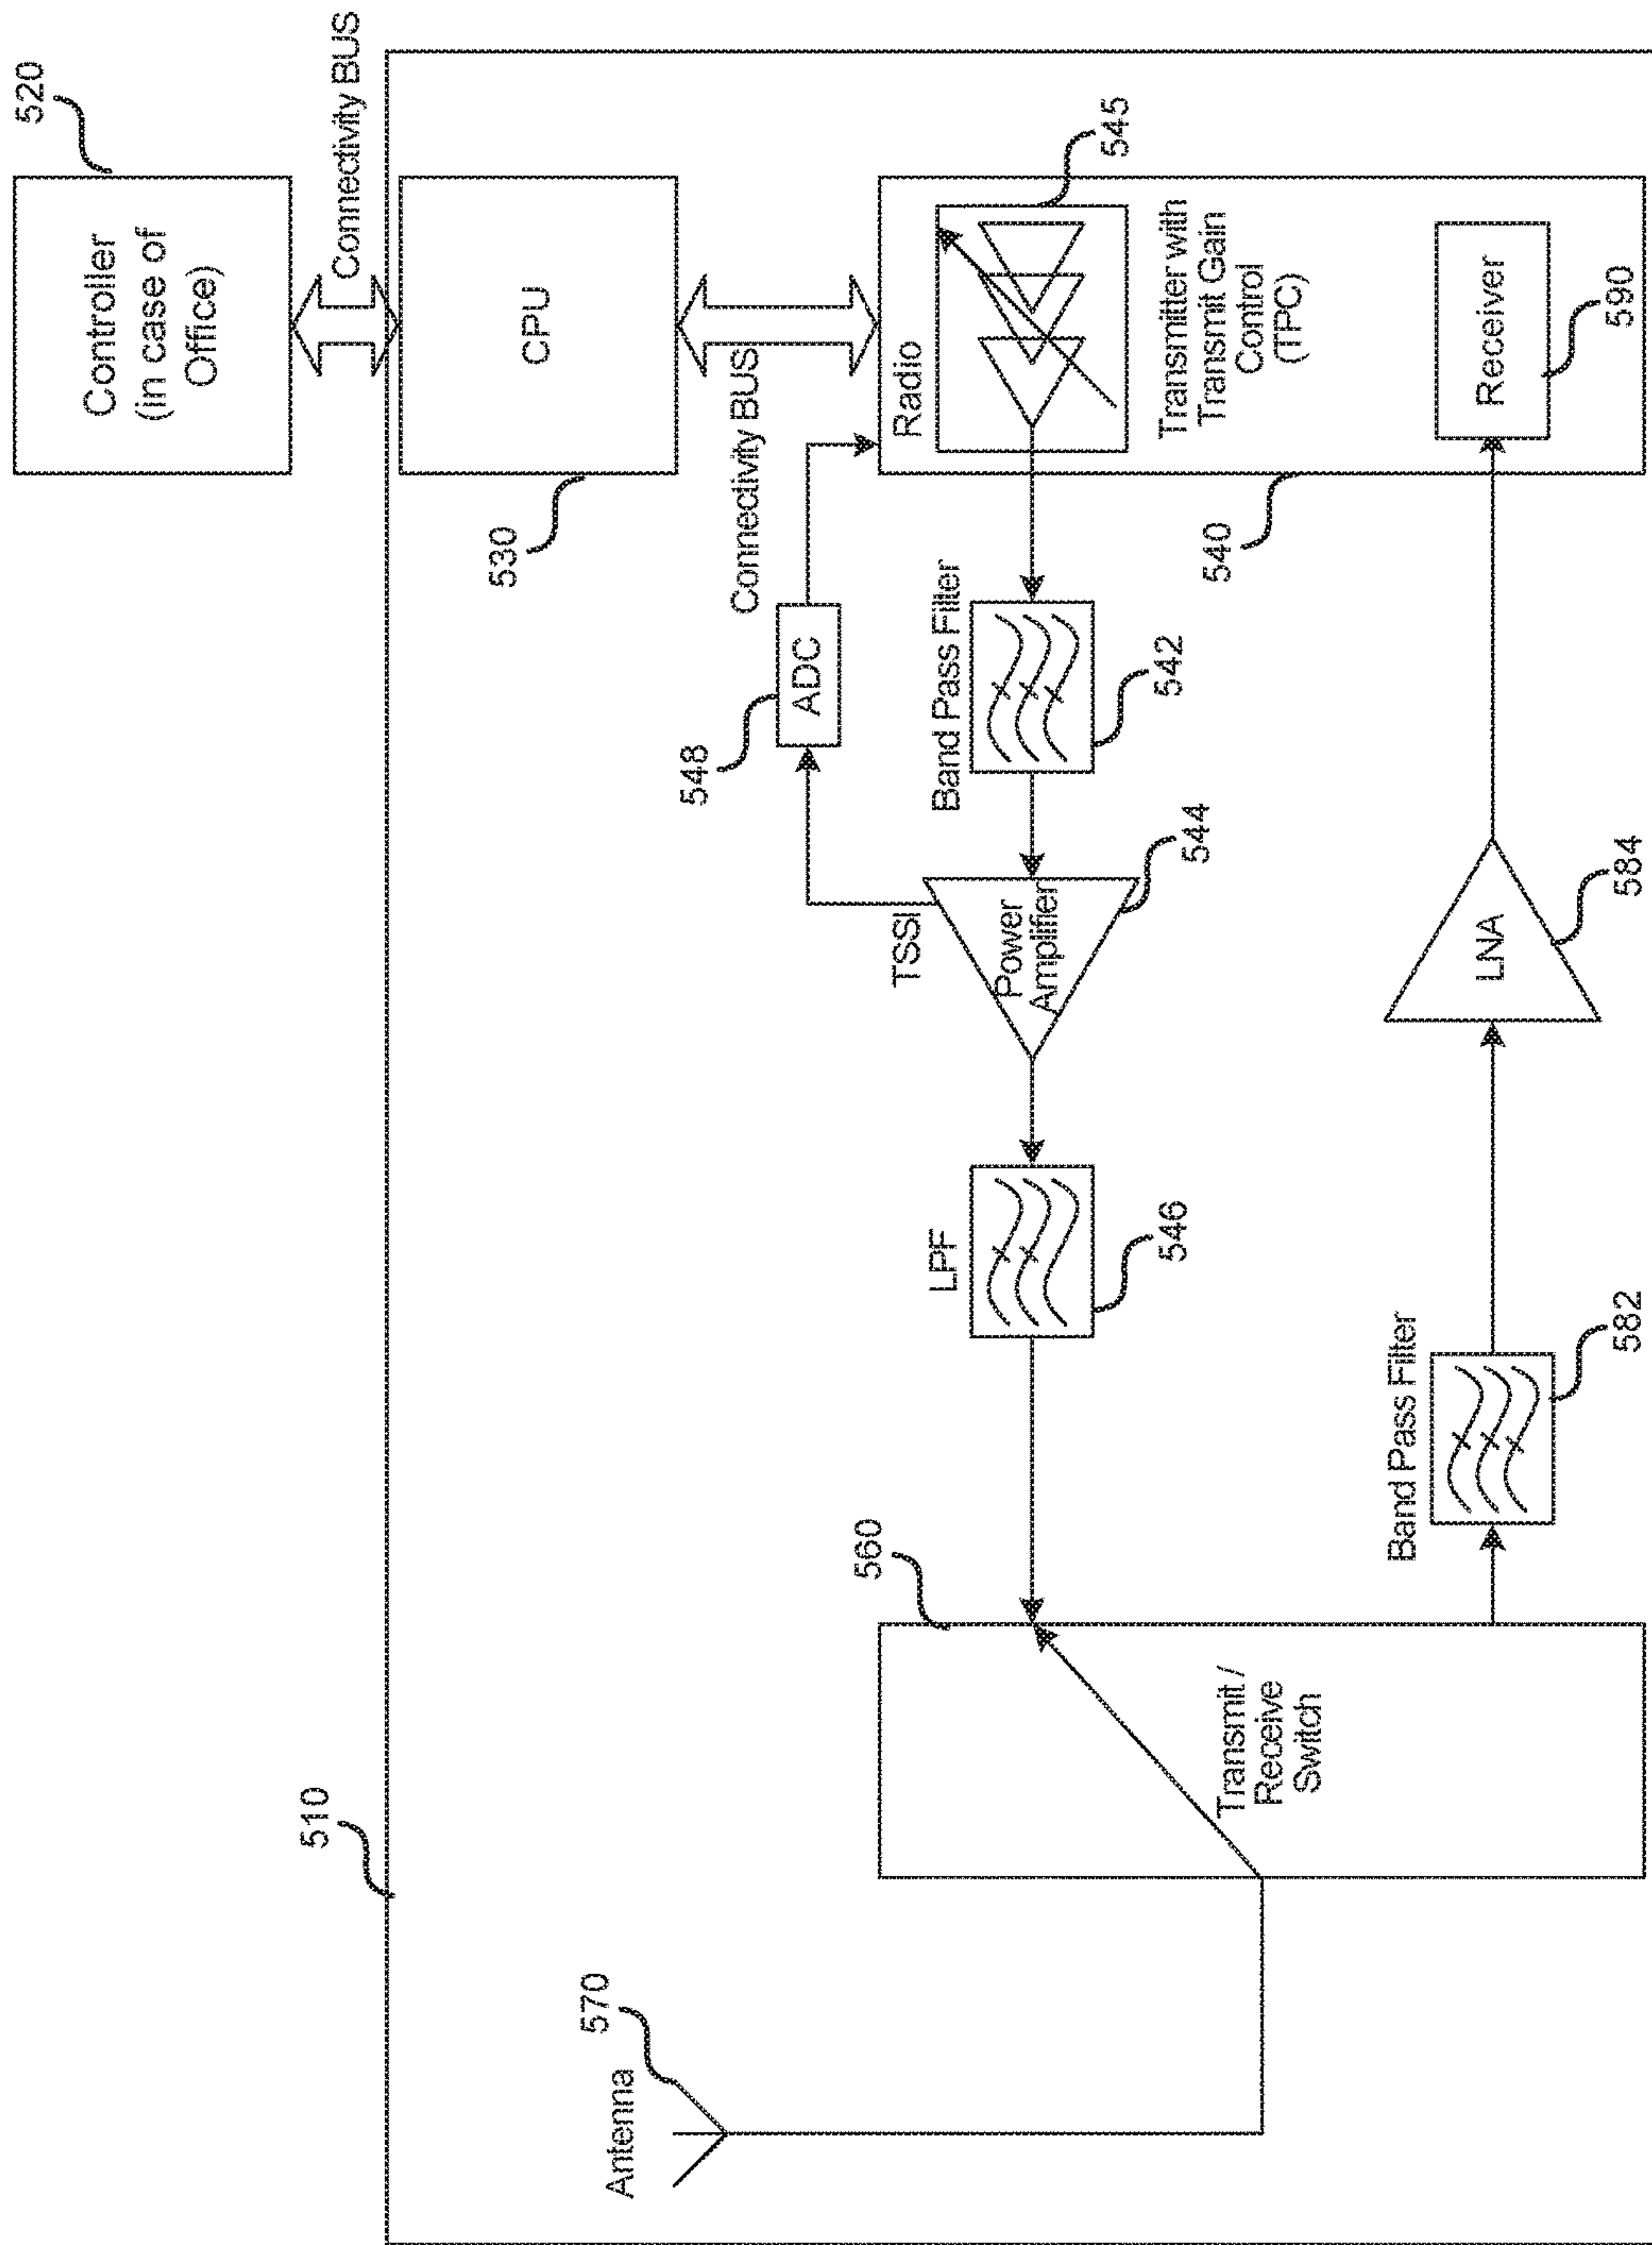 520
Controller
(in case of
Office)
Connectivity BUS
510
CPU
530
Connectivity BUS
548
ADC
Radio
545
Transmitter with
Transmit Gain
Control
(TPC)
540
Receiver
590
Band Pass Filter
542
TSSI
Power
Amplifier
544
LPF
546
560
Transmit /
Receive
Switch
Antenna
570
Band Pass Filter
582
LNA
584